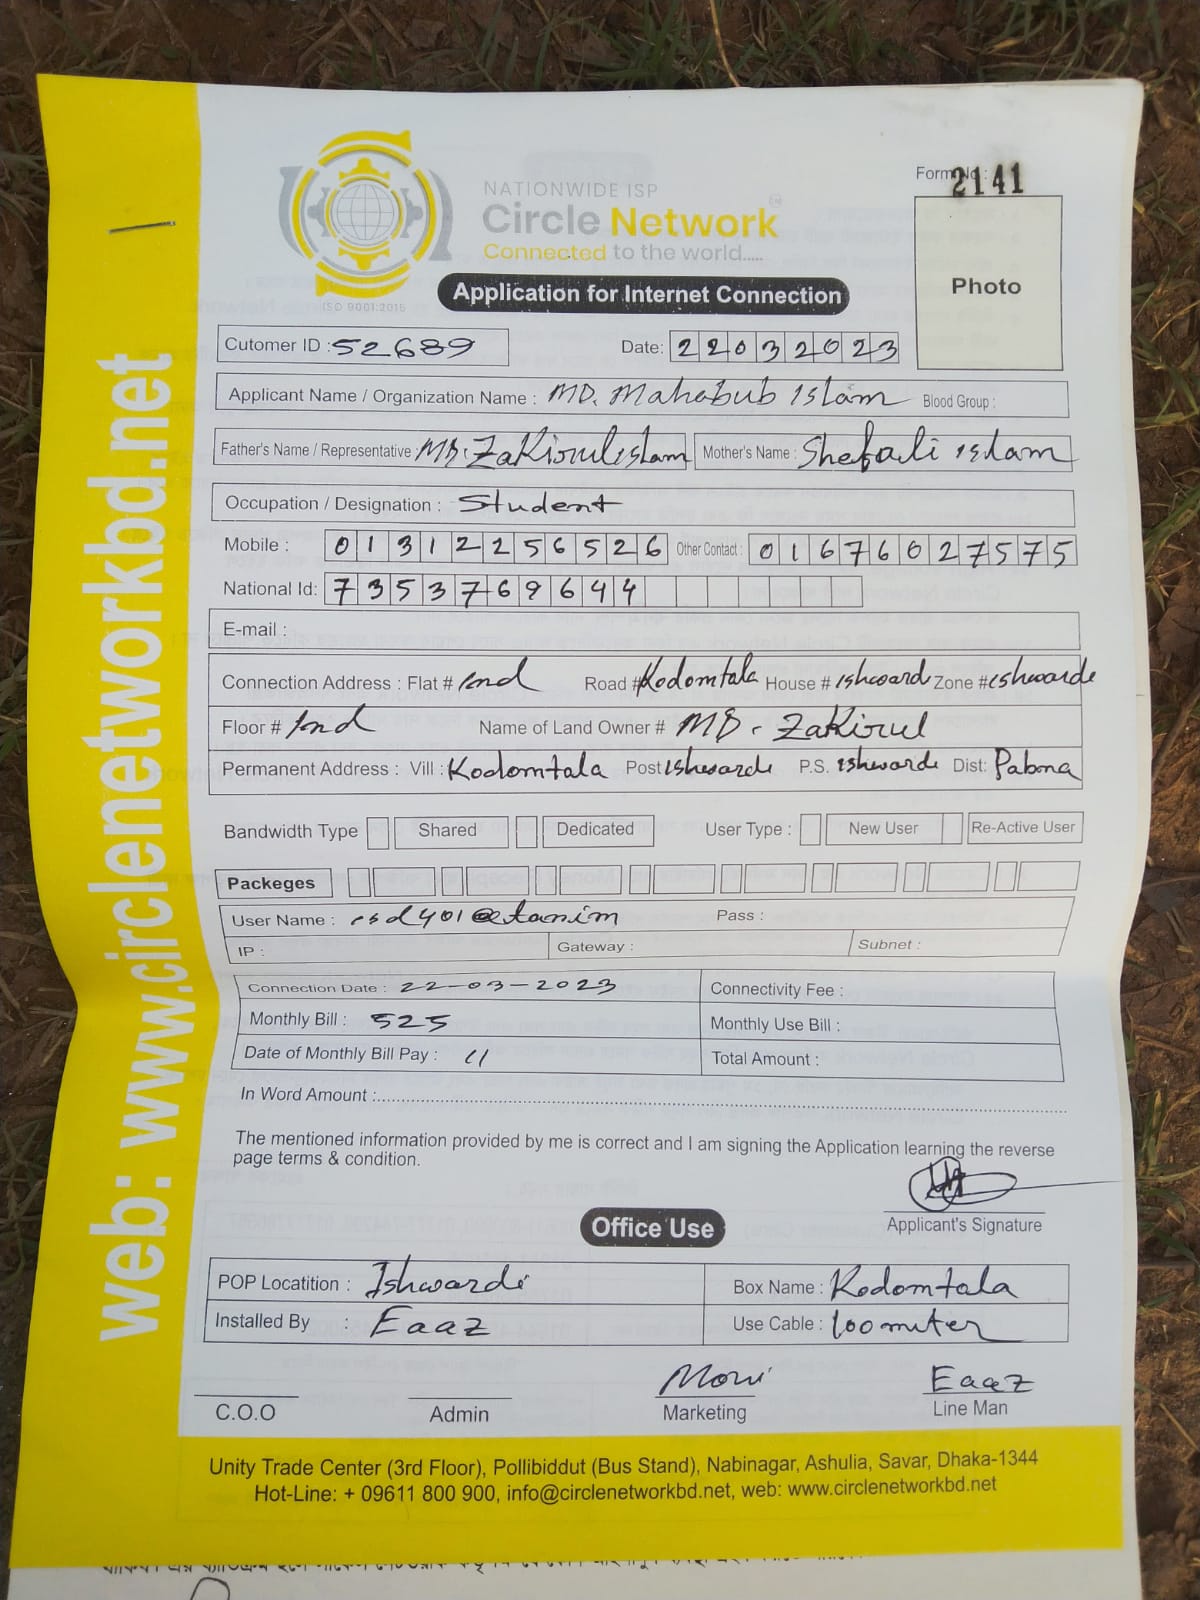 Form No : 2141
NATIONWIDE ISP
Circle Network
Connected to the world.....
ISO 9001:2015
Application for Internet Connection
Photo
Cutomer ID : 52689 Date: 22032023
Applicant Name / Organization Name : MD. Mahabub Islam Blood Group :
Father's Name / Representative : MD. Zakirul islam Mother's Name : Shefali islam
Occupation / Designation : Student
Mobile : 01312256526 Other Contact : 01676027575
National Id: 7353769644
E-mail :
Connection Address : Flat # 1nd Road # Kodomtala House # ishwardi Zone # ishwarde
Floor # 1nd Name of Land Owner # MD. Zakirul
Permanent Address : Vill : Kodomtala Post ishwarde P.S. ishwarde Dist: Pabna
Bandwidth Type Shared Dedicated User Type : New User Re-Active User
Packeges
User Name : esd401@tanim Pass :
IP : Gateway : Subnet :
Connection Date : 22-03-2023 Connectivity Fee :
Monthly Bill : 525 Monthly Use Bill :
Date of Monthly Bill Pay : 11 Total Amount :
In Word Amount :
The mentioned information provided by me is correct and I am signing the Application learning the reverse
page terms & condition.
Applicant's Signature
Office Use
POP Locatition : Ishwardi Box Name : Kodomtala
Installed By : Eaaz Use Cable : 100 miter
Moni Eaaz
C.O.O Admin Marketing Line Man
Unity Trade Center (3rd Floor), Pollibiddut (Bus Stand), Nabinagar, Ashulia, Savar, Dhaka-1344
Hot-Line: + 09611 800 900, info@circlenetworkbd.net, web: www.circlenetworkbd.net
web: www.circlenetworkbd.net